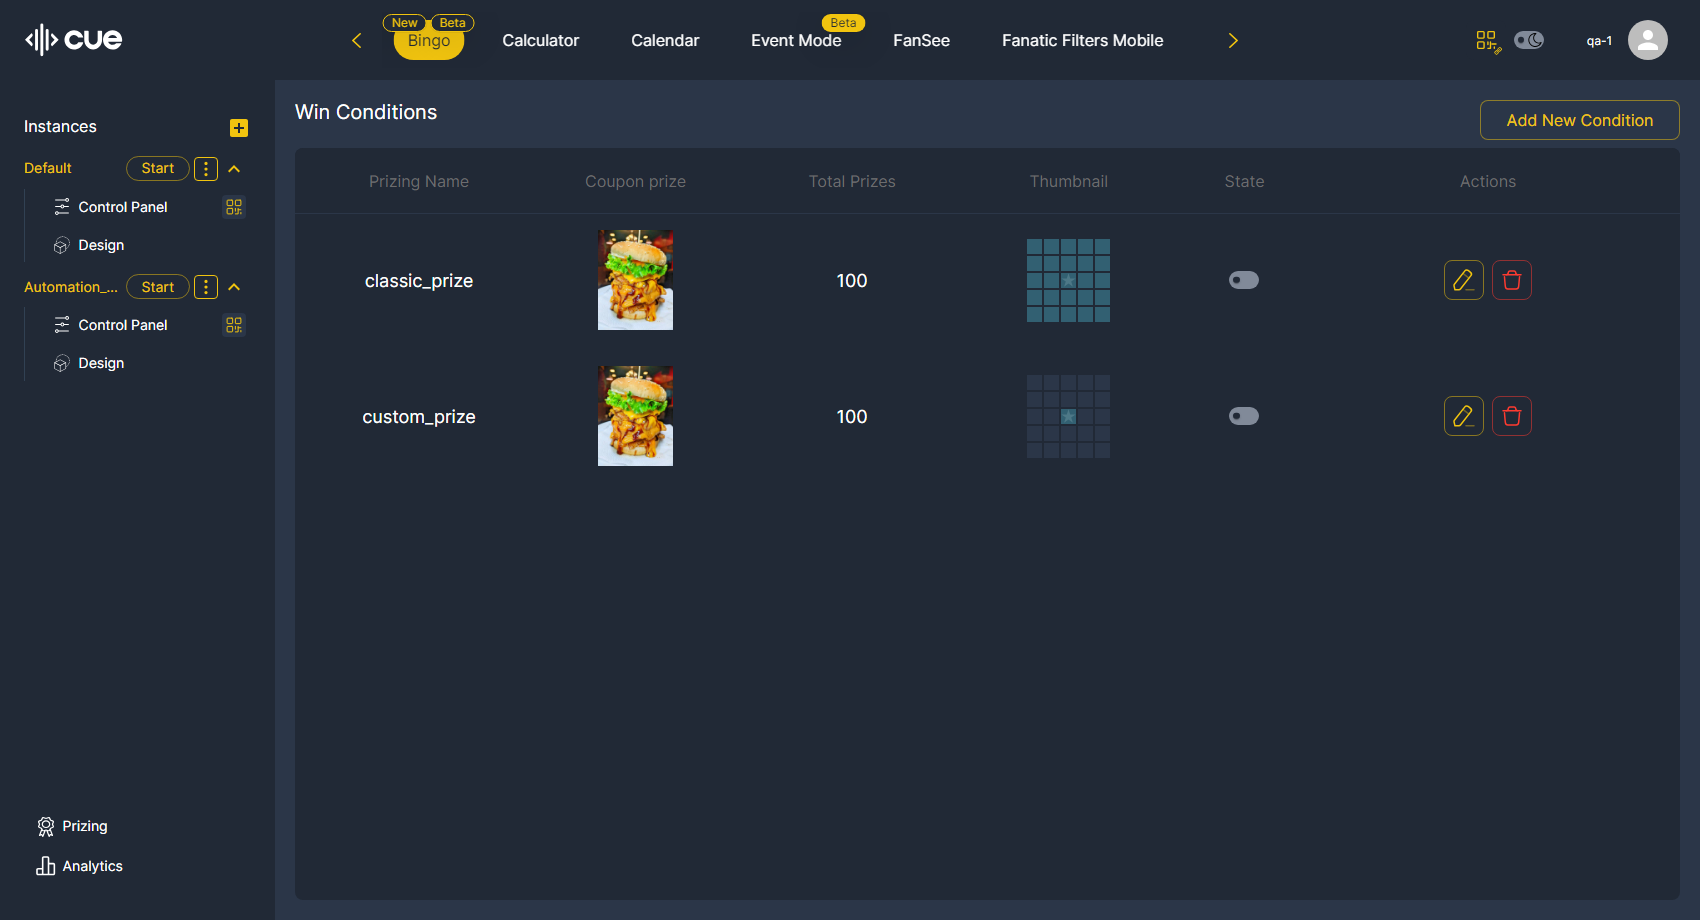 cue
New
Beta
Bingo
Calculator
Calendar
Event Mode
Beta
FanSee
Fanatic Filters Mobile
qa-1
Instances
Default
Start
Control Panel
Design
Automation_...
Start
Control Panel
Design
Prizing
Analytics
Win Conditions
Add New Condition
Prizing Name
Coupon prize
Total Prizes
Thumbnail
State
Actions
classic_prize
100
custom_prize
100